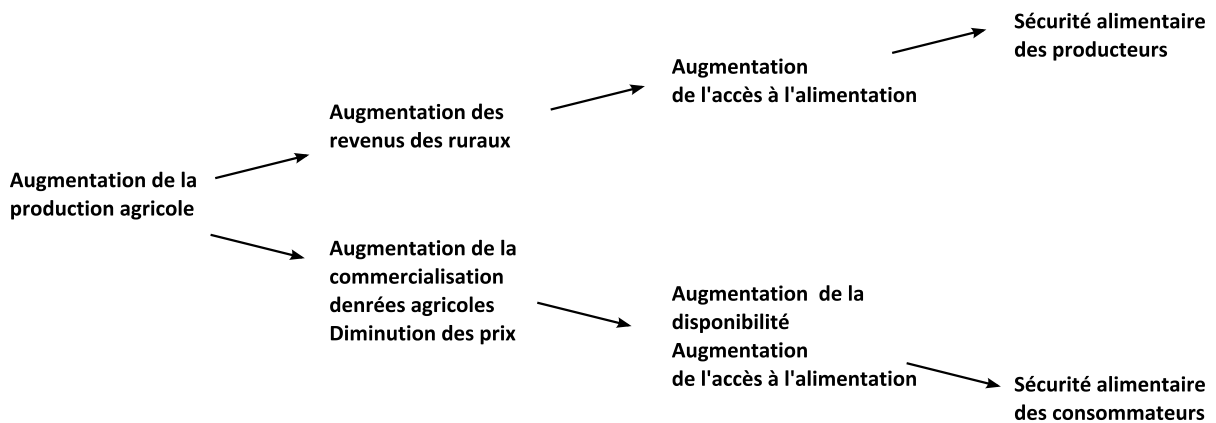 Augmentation de la
production agricole
Augmentation des
revenus des ruraux
Augmentation
de l'accès à l'alimentation
Sécurité alimentaire
des producteurs
Augmentation de la
commercialisation
denrées agricoles
Diminution des prix
Augmentation  de la
disponibilité
Augmentation
de l'accès à l'alimentation
Sécurité alimentaire
des consommateurs